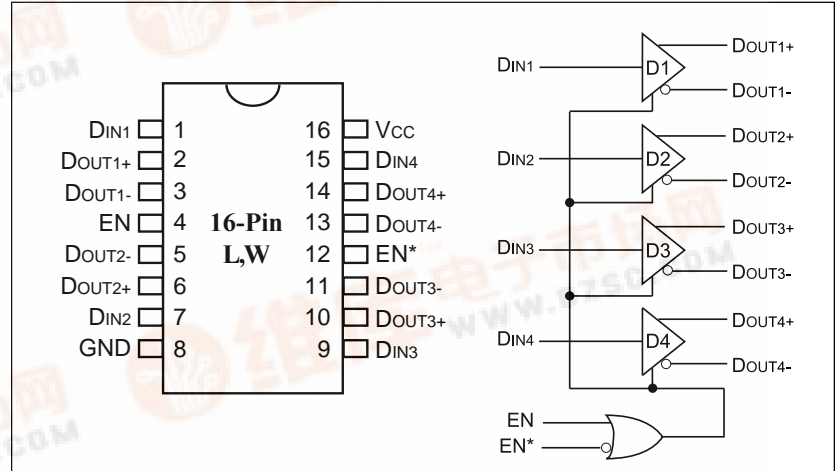 DIN1 1 16 VCC
DOUT1+ 2 15 DIN4
DOUT1- 3 14 DOUT4+
EN 4 16-Pin 13 DOUT4-
DOUT2- 5 L,W 12 EN*
DOUT2+ 6 11 DOUT3-
DIN2 7 10 DOUT3+
GND 8 9 DIN3
DOUT1+
DIN1 D1
DOUT1-
DOUT2+
DIN2 D2
DOUT2-
DOUT3+
DIN3 D3
DOUT3-
DOUT4+
DIN4 D4
DOUT4-
EN
EN*